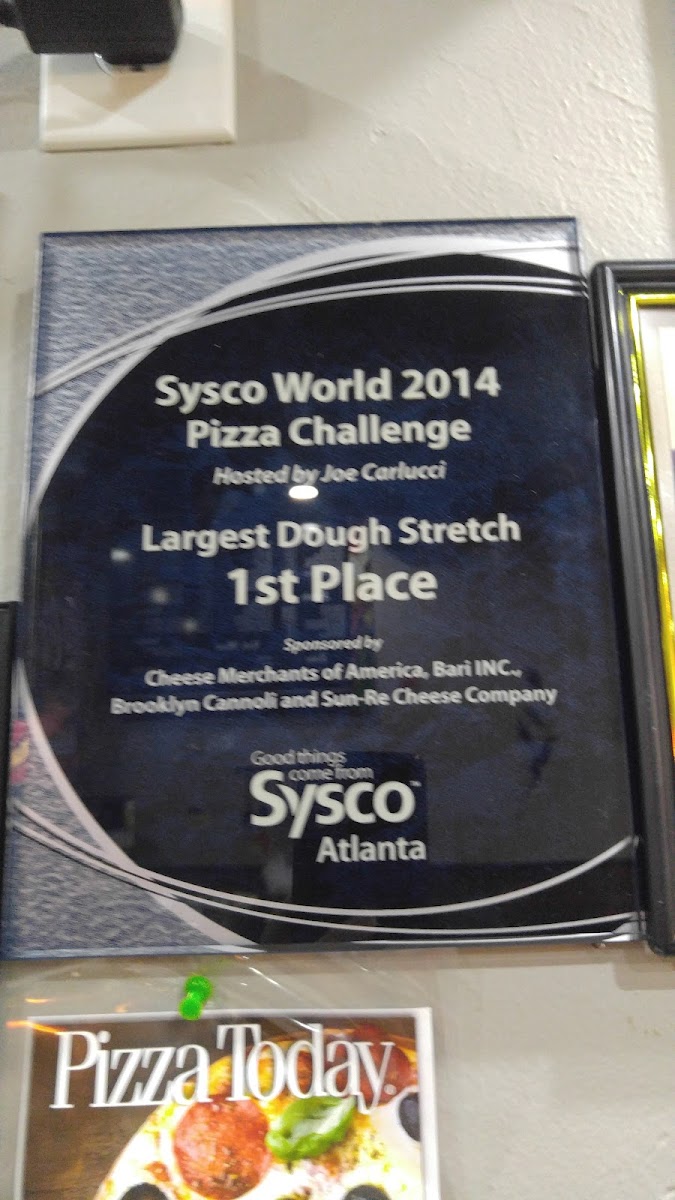 Sysco World 2014
Pizza Challenge
Hosted by Joe Carlucci
Largest Dough Stretch
1st Place
Sponsored by
Cheese Merchants of America, Bari INC.,
Brooklyn Cannoli and Sun-Re Cheese Company
Good things
come from
Sysco™
Atlanta
Pizza Today®